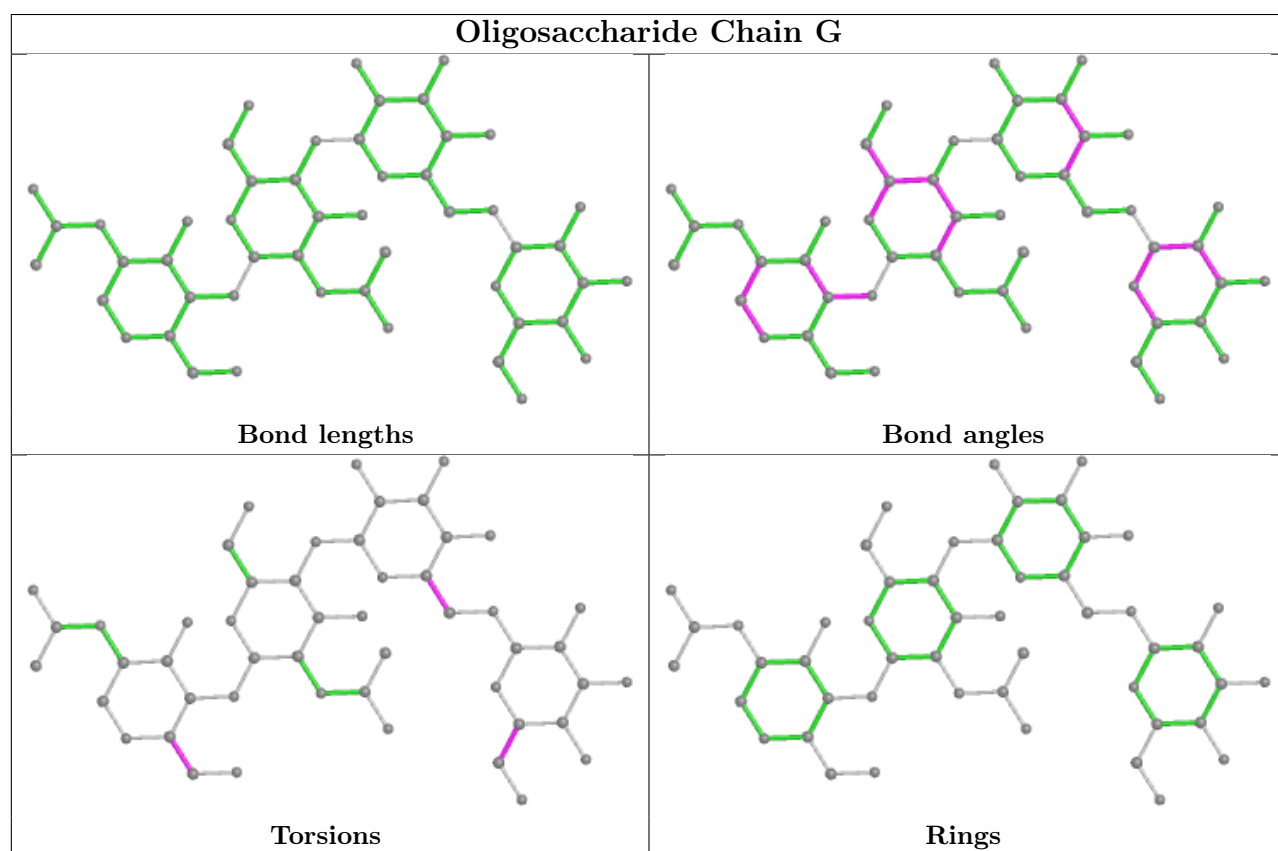 Oligosaccharide Chain G
Bond lengths
Bond angles
Torsions
Rings